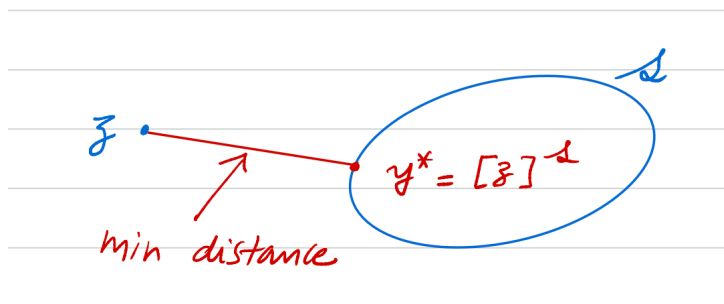 𝒮
z
y* = [z]^𝒮
min distance